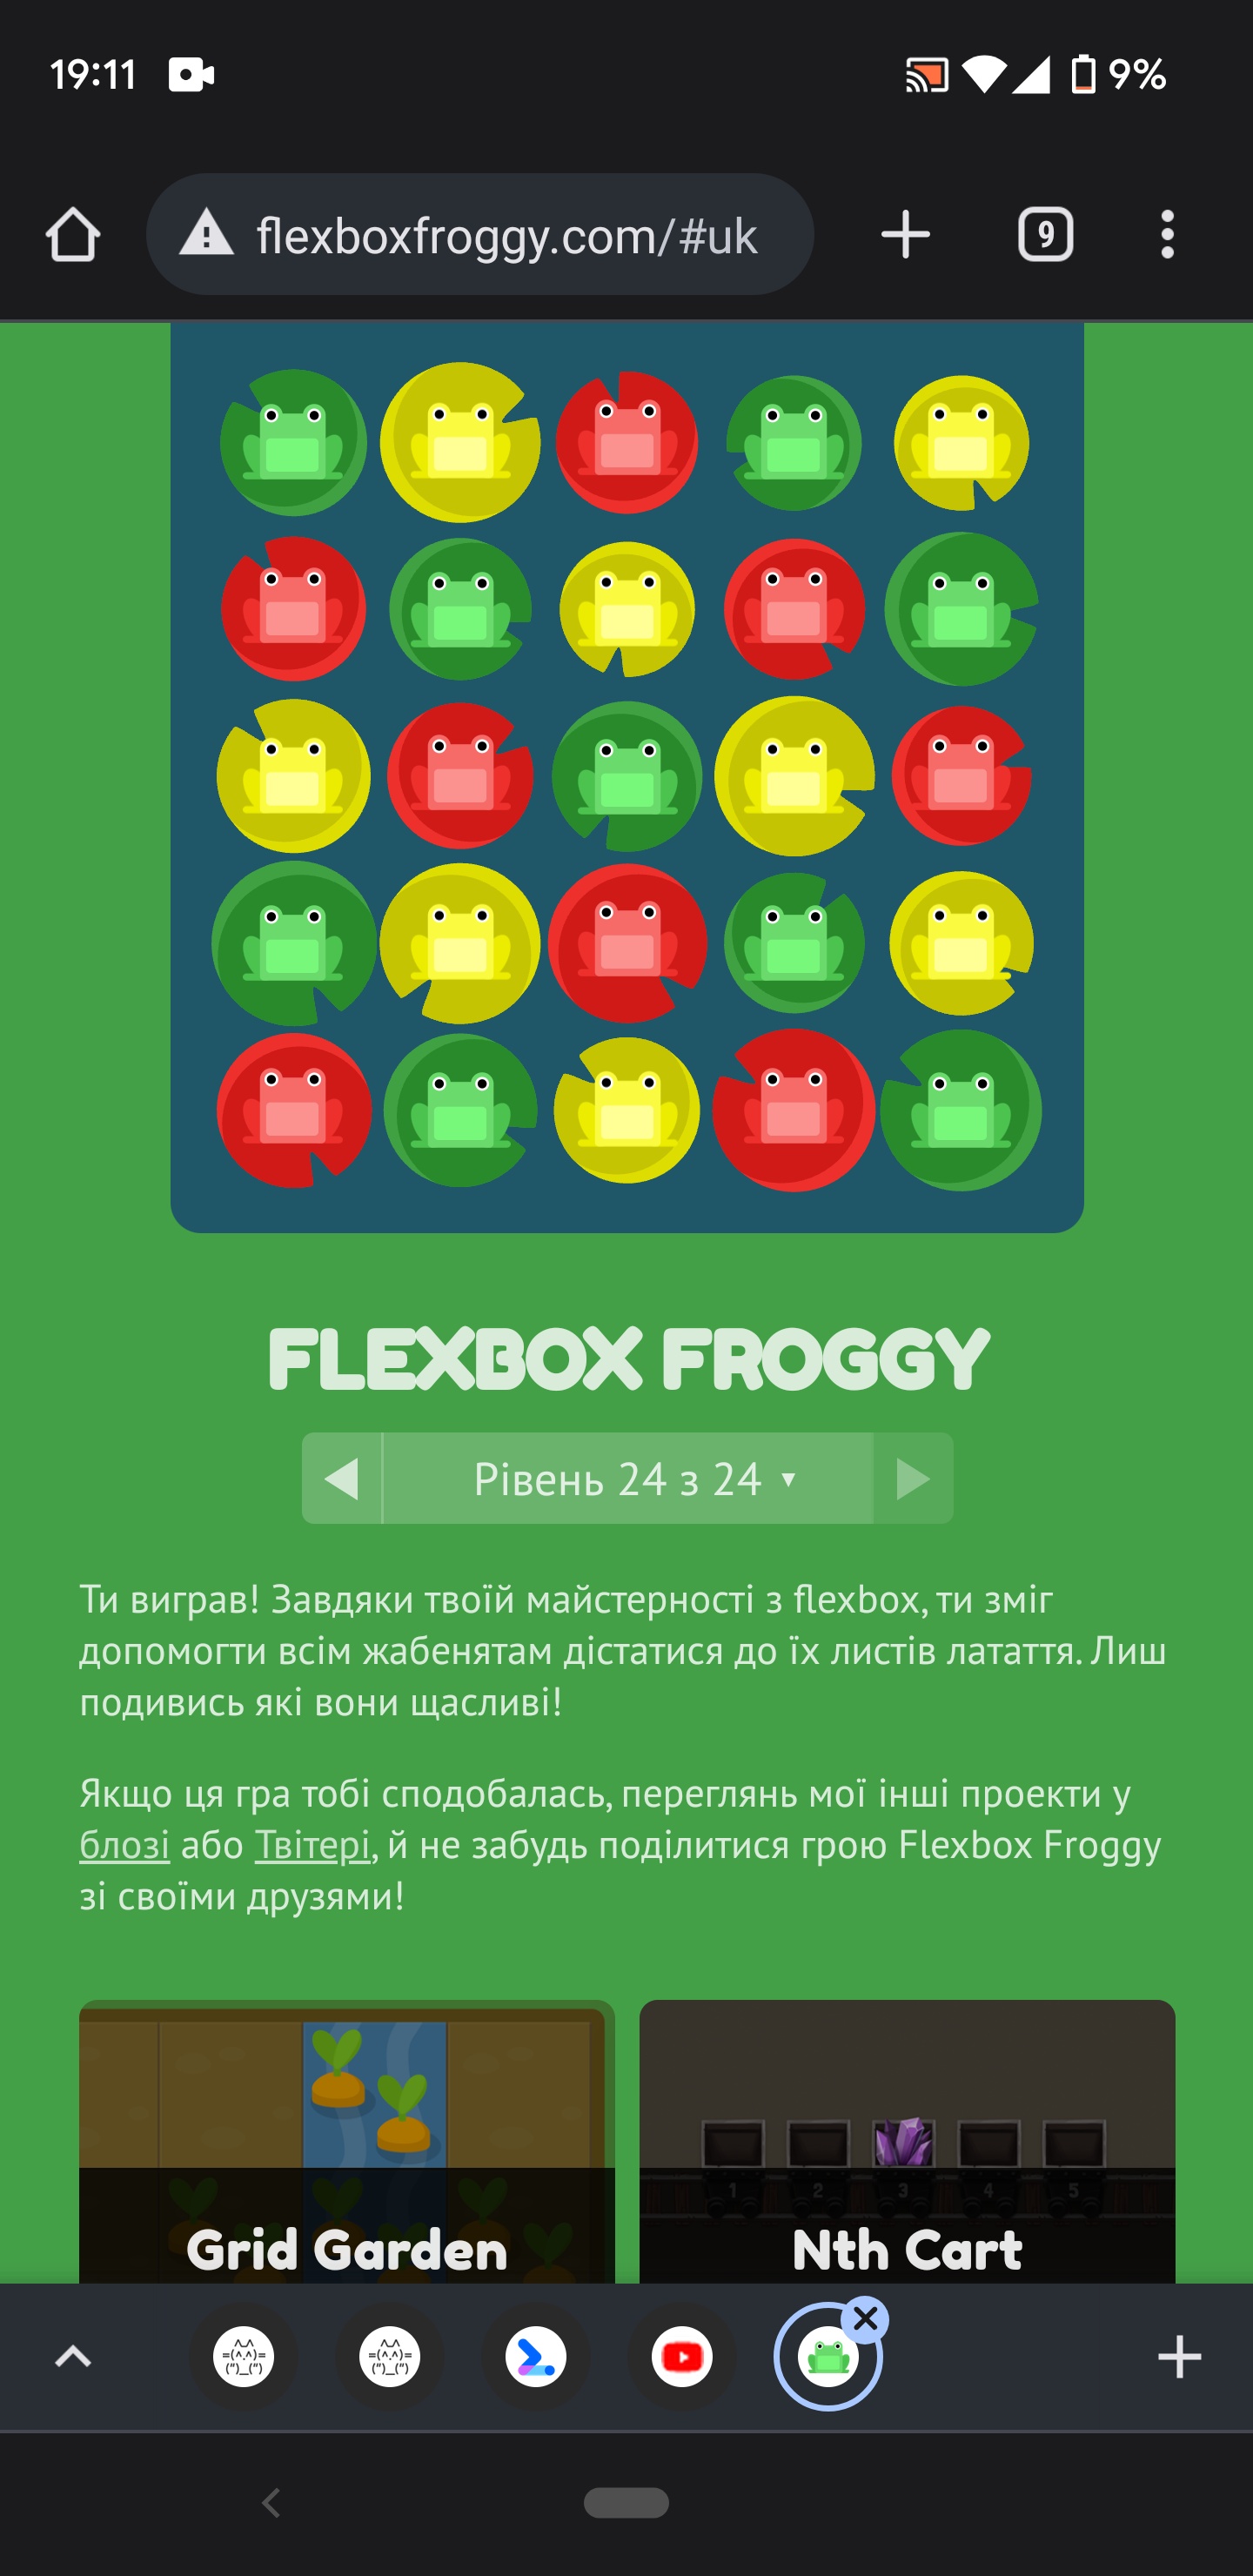 19:11
9%
flexboxfroggy.com/#uk
9
FLEXBOX FROGGY
Рівень 24 з 24 ▾
Ти виграв! Завдяки твоїй майстерності з flexbox, ти зміг
допомогти всім жабенятам дістатися до їх листів латаття. Лиш
подивись які вони щасливі!
Якщо ця гра тобі сподобалась, переглянь мої інші проекти у
блозі або Твітері, й не забудь поділитися грою Flexbox Froggy
зі своїми друзями!
1 2 3 4 5
Grid Garden
Nth Cart